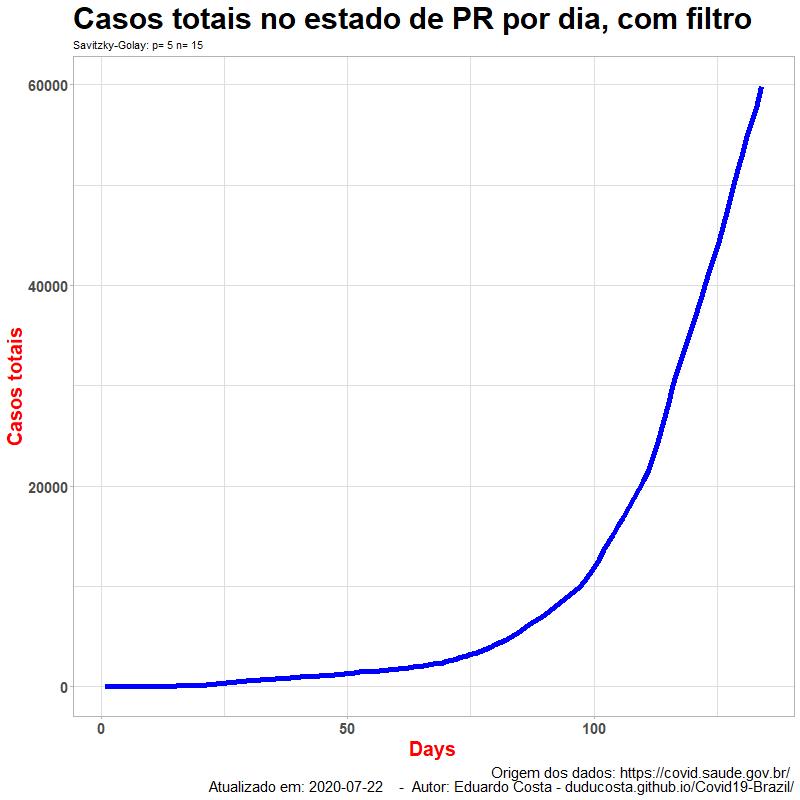 Casos totais no estado de PR por dia, com filtro
Savitzky-Golay: p= 5 n= 15
60000
40000
20000
0
Casos totais
0 50 100
Days
Origem dos dados: https://covid.saude.gov.br/
Atualizado em: 2020-07-22 - Autor: Eduardo Costa - duducosta.github.io/Covid19-Brazil/